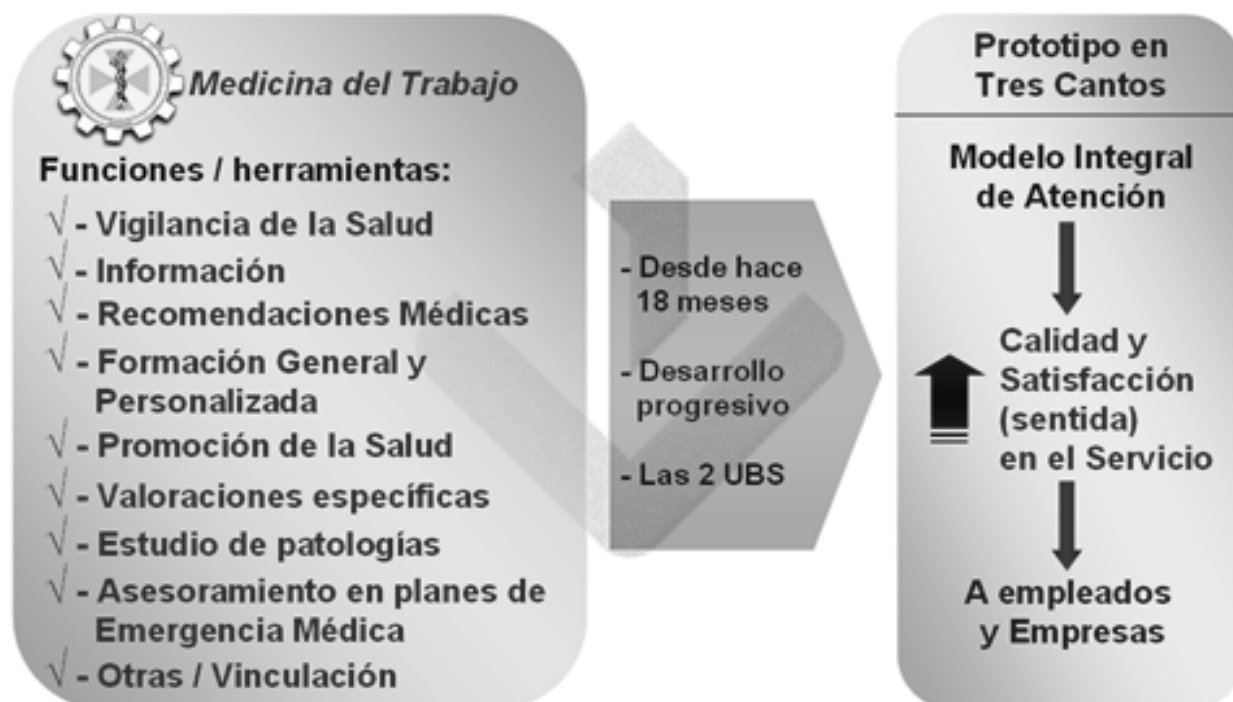 Medicina del Trabajo
Funciones / herramientas:
√ - Vigilancia de la Salud
√ - Información
√ - Recomendaciones Médicas
√ - Formación General y
Personalizada
√ - Promoción de la Salud
√ - Valoraciones específicas
√ - Estudio de patologías
√ - Asesoramiento en planes de
Emergencia Médica
√ - Otras / Vinculación
- Desde hace
18 meses
- Desarrollo
progresivo
- Las 2 UBS
Prototipo en
Tres Cantos
Modelo Integral
de Atención
Calidad y
Satisfacción
(sentida)
en el Servicio
A empleados
y Empresas